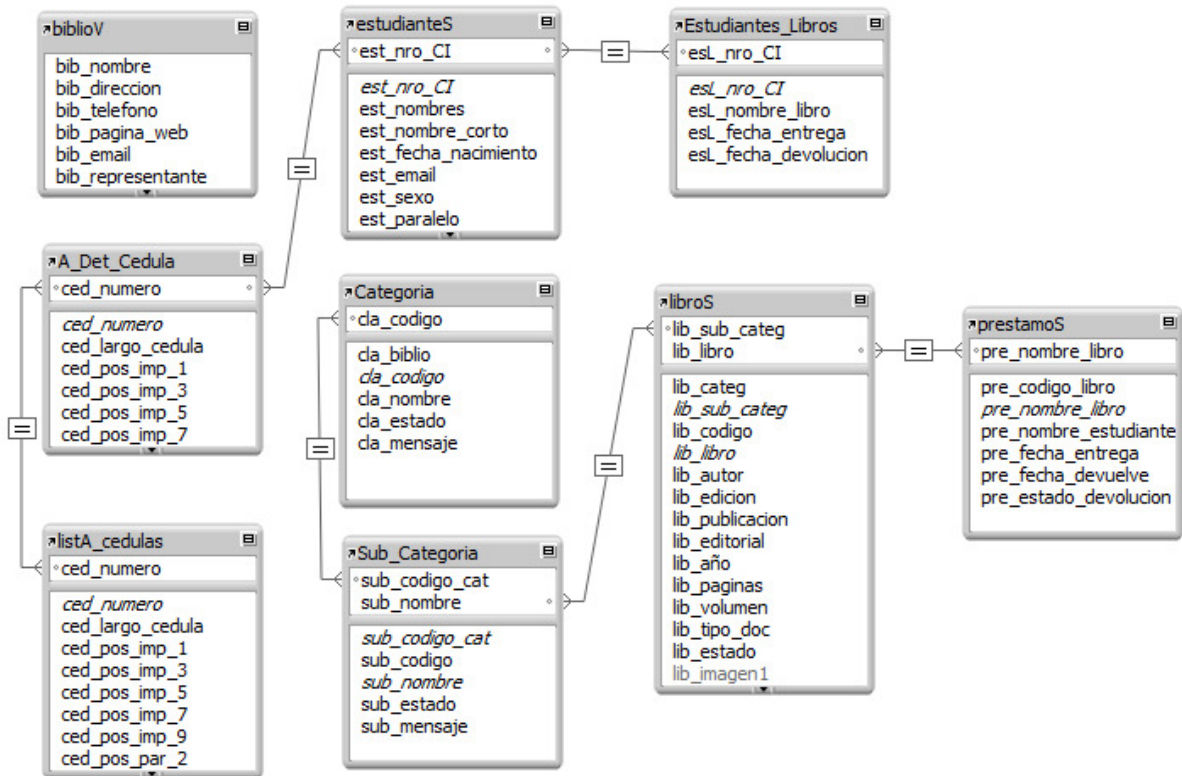 biblioV
bib_nombre
bib_direccion
bib_telefono
bib_pagina_web
bib_email
bib_representante
estudianteS
est_nro_CI
est_nro_CI
est_nombres
est_nombre_corto
est_fecha_nacimiento
est_email
est_sexo
est_paralelo
Estudiantes_Libros
esL_nro_CI
esL_nro_CI
esL_nombre_libro
esL_fecha_entrega
esL_fecha_devolucion
=
=
A_Det_Cedula
ced_numero
ced_numero
ced_largo_cedula
ced_pos_imp_1
ced_pos_imp_3
ced_pos_imp_5
ced_pos_imp_7
=
Categoria
cla_codigo
cla_biblio
cla_codigo
cla_nombre
cla_estado
cla_mensaje
=
libroS
lib_sub_categ
lib_libro
lib_categ
lib_sub_categ
lib_codigo
lib_libro
lib_autor
lib_edicion
lib_publicacion
lib_editorial
lib_año
lib_paginas
lib_volumen
lib_tipo_doc
lib_estado
lib_imagen1
=
=
prestamoS
pre_nombre_libro
pre_codigo_libro
pre_nombre_libro
pre_nombre_estudiante
pre_fecha_entrega
pre_fecha_devuelve
pre_estado_devolucion
listA_cedulas
ced_numero
ced_numero
ced_largo_cedula
ced_pos_imp_1
ced_pos_imp_3
ced_pos_imp_5
ced_pos_imp_7
ced_pos_imp_9
ced_pos_par_2
Sub_Categoria
sub_codigo_cat
sub_nombre
sub_codigo_cat
sub_codigo
sub_nombre
sub_estado
sub_mensaje